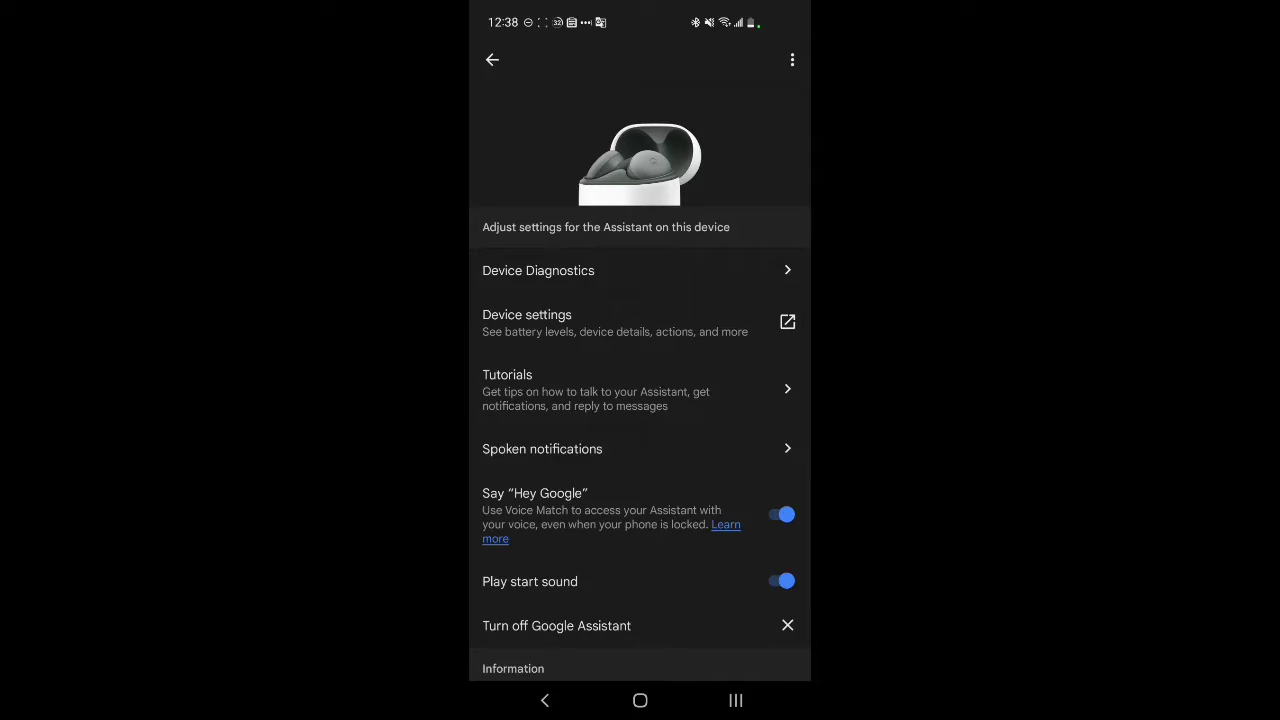 12:38
Adjust settings for the Assistant on this device
Device Diagnostics
Device settings
See battery levels, device details, actions, and more
Tutorials
Get tips on how to talk to your Assistant, get
notifications, and reply to messages
Spoken notifications
Say “Hey Google”
Use Voice Match to access your Assistant with
your voice, even when your phone is locked. Learn
more
Play start sound
Turn off Google Assistant
Information